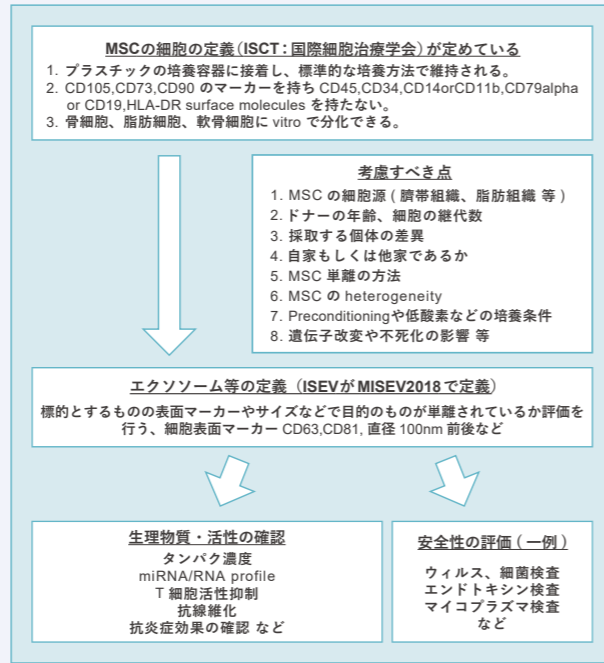 MSCの細胞の定義(ISCT:国際細胞治療学会)が定めている
1. プラスチックの培養容器に接着し、標準的な培養方法で維持される。
2. CD105,CD73,CD90 のマーカーを持ち CD45,CD34,CD14orCD11b,CD79alpha
or CD19,HLA-DR surface molecules を持たない。
3. 骨細胞、脂肪細胞、軟骨細胞に vitro で分化できる。
考慮すべき点
1. MSC の細胞源 ( 臍帯組織、脂肪組織 等 )
2. ドナーの年齢、細胞の継代数
3. 採取する個体の差異
4. 自家もしくは他家であるか
5. MSC 単離の方法
6. MSC の heterogeneity
7. Preconditioningや低酸素などの培養条件
8. 遺伝子改変や不死化の影響 等
エクソソーム等の定義(ISEVがMISEV2018で定義)
標的とするものの表面マーカーやサイズなどで目的のものが単離されているか評価を
行う、細胞表面マーカー CD63,CD81, 直径 100nm 前後など
生理物質・活性の確認
タンパク濃度
miRNA/RNA profile
T 細胞活性抑制
抗線維化
抗炎症効果の確認 など
安全性の評価 ( 一例 )
ウィルス、細菌検査
エンドトキシン検査
マイコプラズマ検査
など